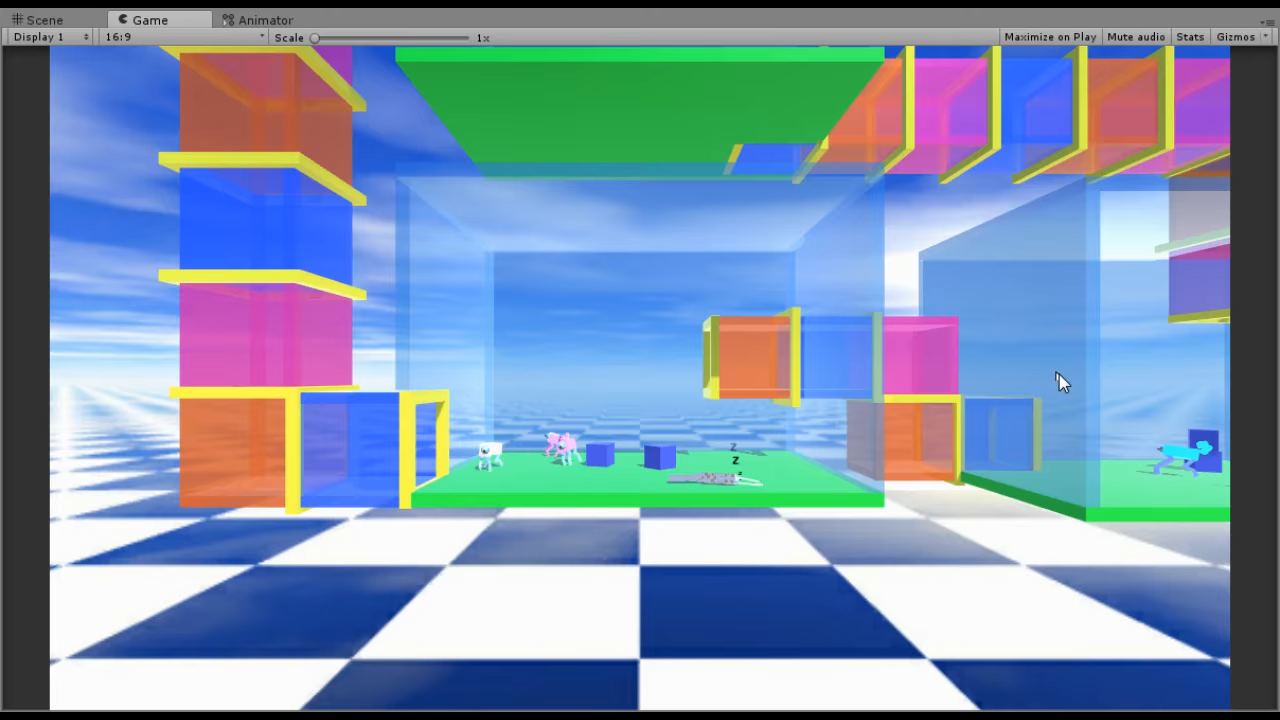 Scene Game Animator
Display 1 16:9 Scale 1x Maximize on Play Mute audio Stats Gizmos
z
z
z